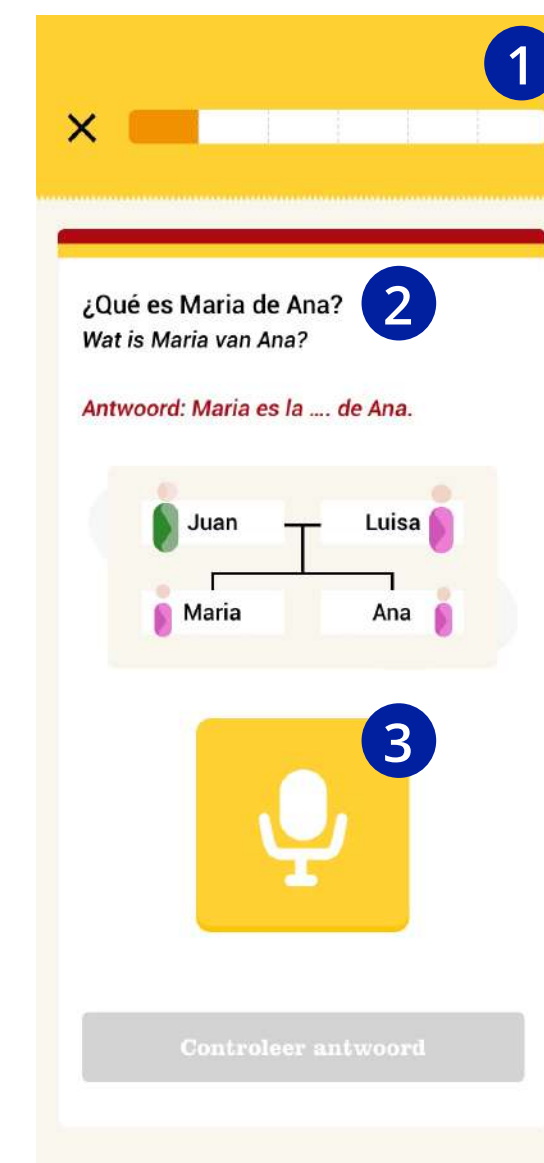 1
¿Qué es Maria de Ana?
2
Wat is Maria van Ana?
Antwoord: Maria es la .... de Ana.
Juan
Luisa
Maria
Ana
3
Controleer antwoord